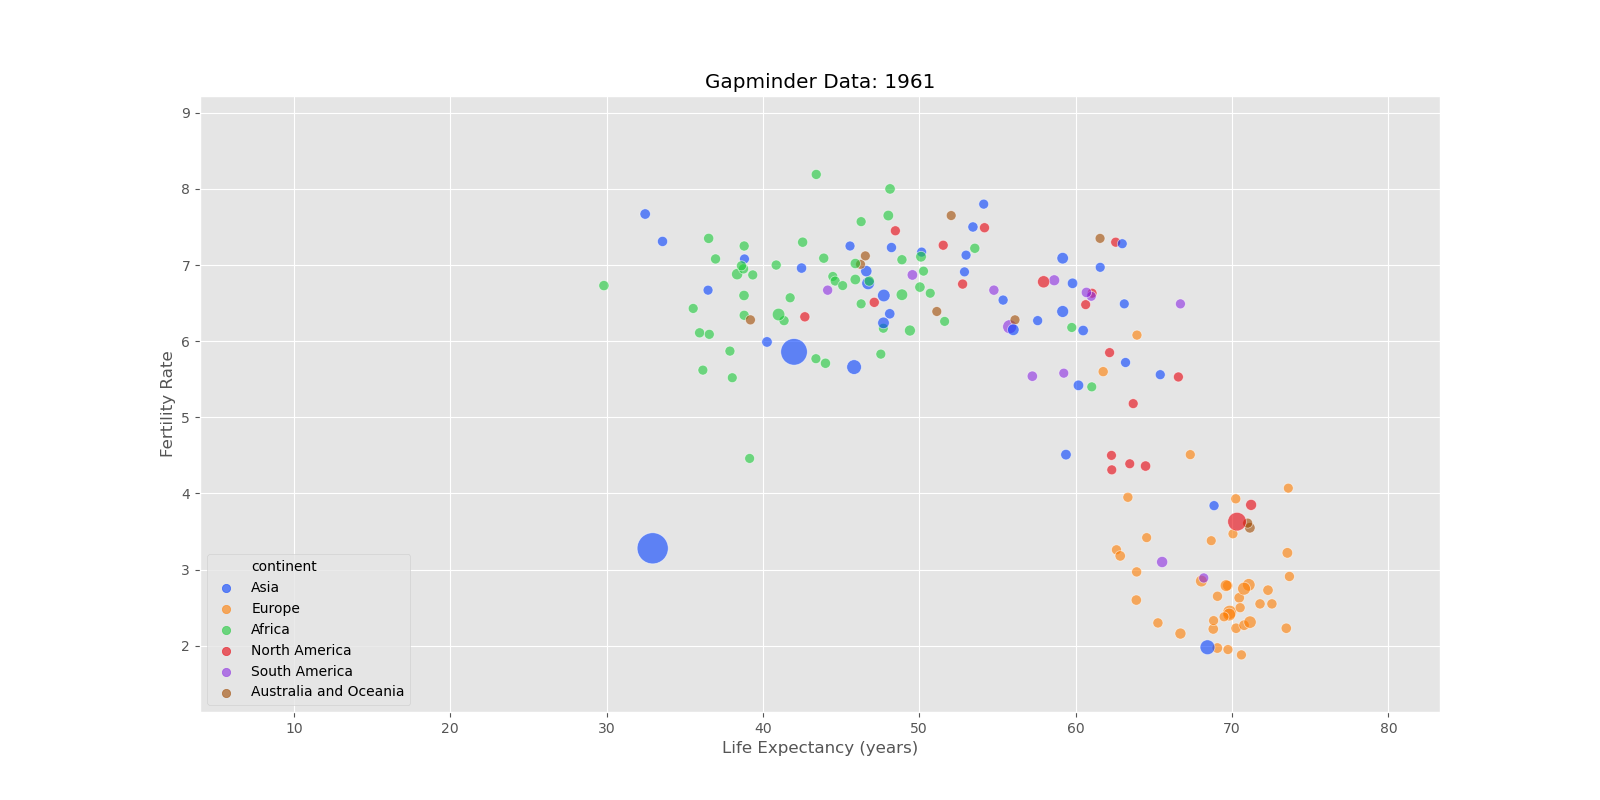 Gapminder Data: 1961
9
8
7
6
5
4
3
2
Fertility Rate
continent
Asia
Europe
Africa
North America
South America
Australia and Oceania
10 20 30 40 50 60 70 80
Life Expectancy (years)